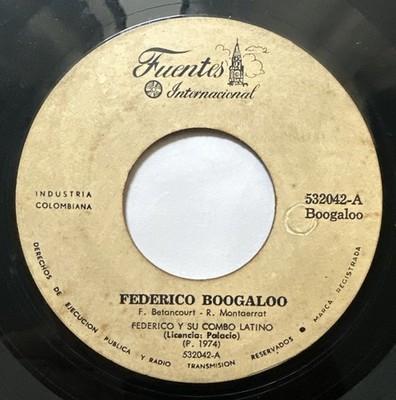 Fuentes
Internacional
INDUSTRIA
COLOMBIANA
532042-A
Boogaloo
FEDERICO BOOGALOO
F. Betancourt - R. Montaerrat
FEDERICO Y SU COMBO LATINO
(Licencia: Palacio)
(P. 1974)
532042-A
DERECHOS DE EJECUCION PUBLICA Y RADIO TRANSMISION RESERVADOS • MARCA REGISTRADA